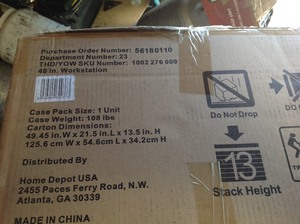 Purchase Order Number: 56180110
Department Number: 23
THD/YOW SKU Number: 1002 276 009
48 in. Workstation
Case Pack Size: 1 Unit
Case Weight: 108 lbs
Carton Dimensions:
49.45 in.W x 21.5 in.L x 13.5 in.H
125.6 cm W x 54.6cm L x 34.2cm H
Distributed By
Home Depot USA
2455 Paces Ferry Road, N.W.
Atlanta, GA 30339
MADE IN CHINA
Do Not Drop
13
Stack Height